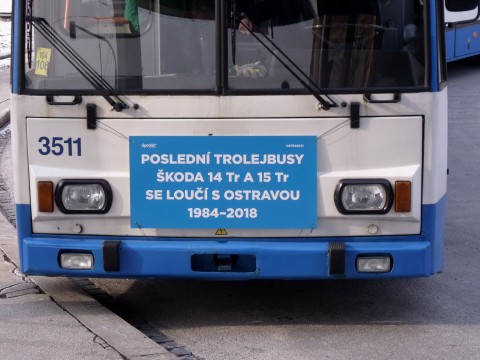 3511
POSLEDNÍ TROLEJBUSY
ŠKODA 14 Tr A 15 Tr
SE LOUČÍ S OSTRAVOU
1984-2018